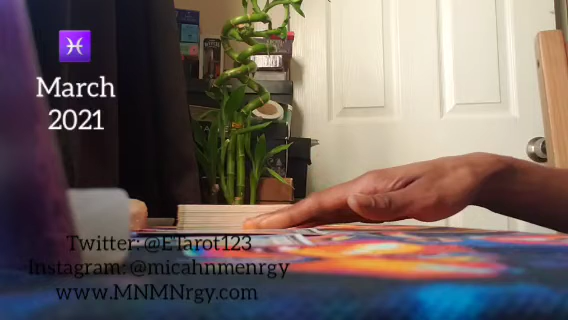 ♓
March
2021
Twitter: @ETarot123
Instagram: @micahnmenrgy
www.MNMNrgy.com